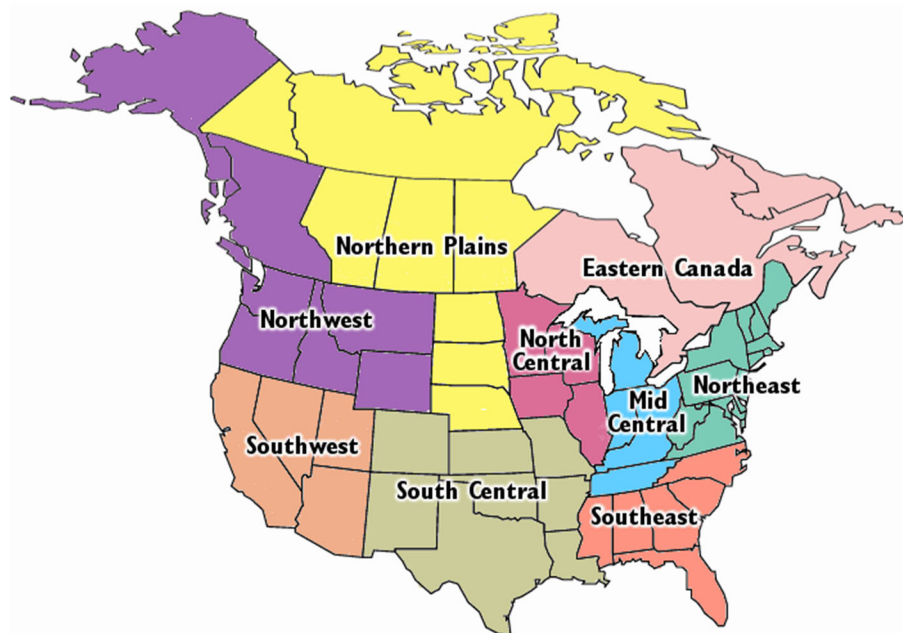 Northern Plains
Eastern Canada
Northwest
North
Central
Northeast
Mid
Central
Southwest
South Central
Southeast